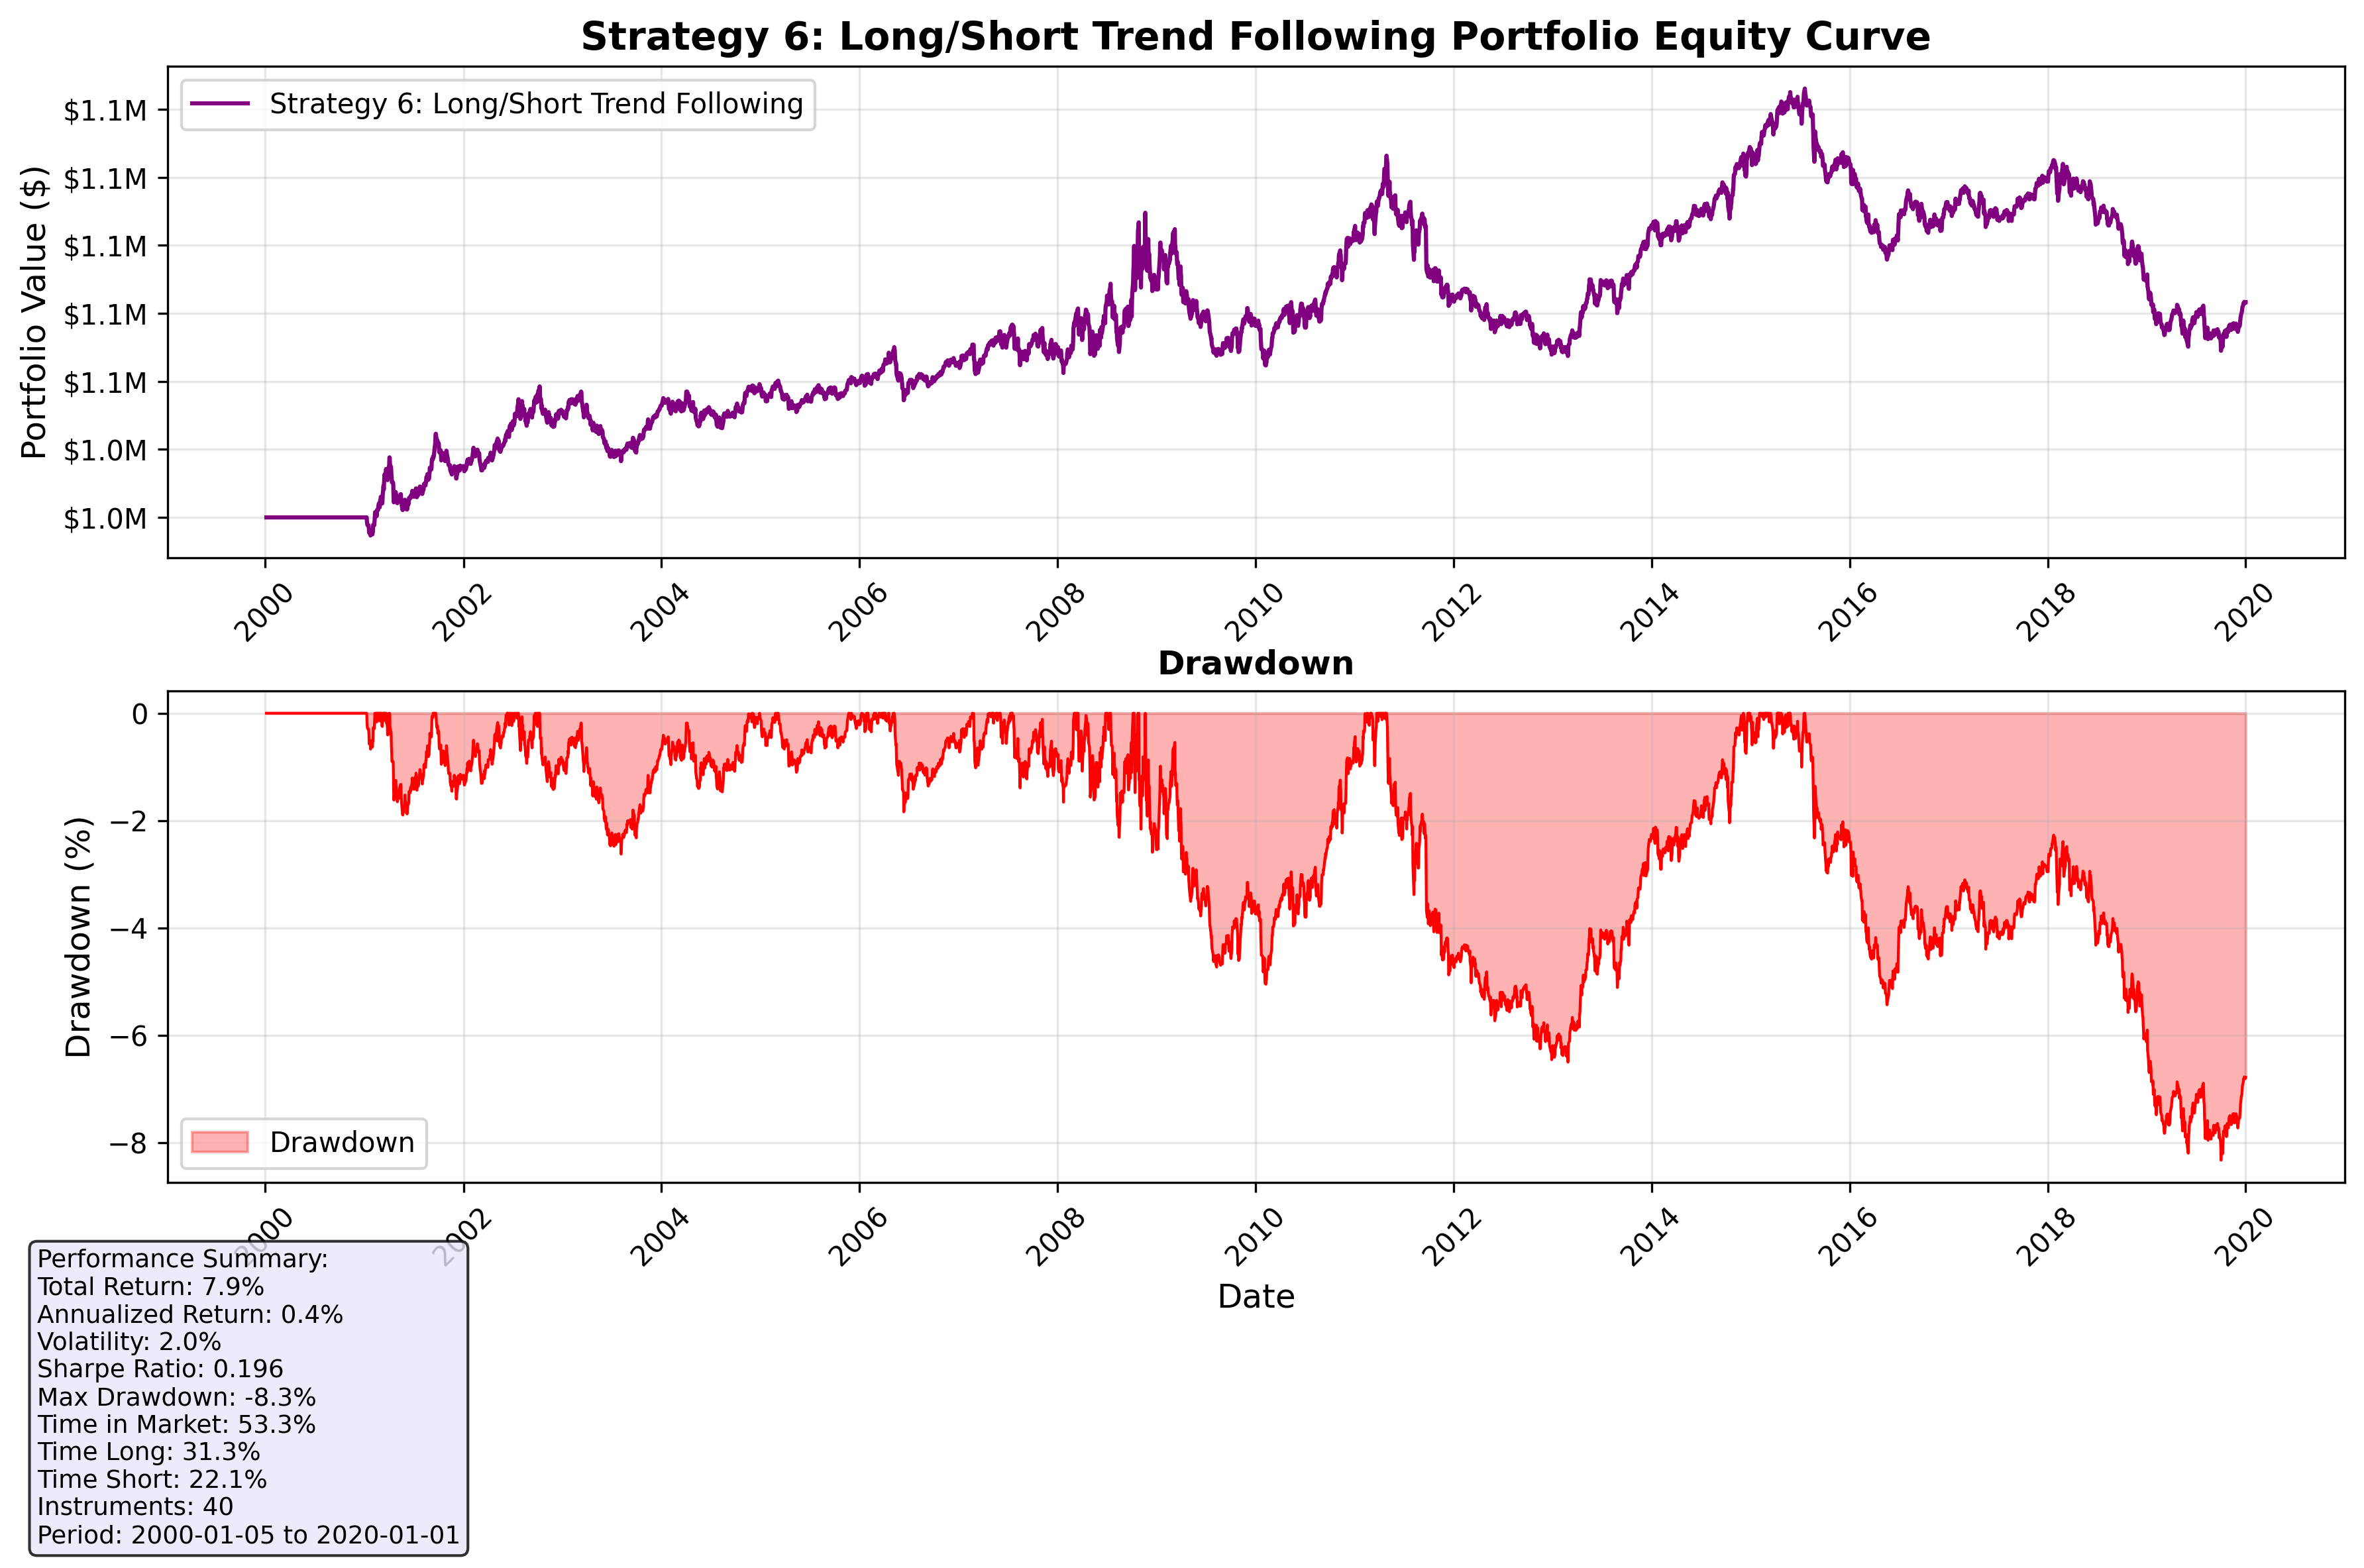 Strategy 6: Long/Short Trend Following Portfolio Equity Curve
Strategy 6: Long/Short Trend Following
Portfolio Value ($)
$1.1M
$1.1M
$1.1M
$1.1M
$1.1M
$1.0M
$1.0M
2000 2002 2004 2006 2008 2010 2012 2014 2016 2018 2020
Drawdown
Drawdown (%)
0
−2
−4
−6
−8
Drawdown
2000 2002 2004 2006 2008 2010 2012 2014 2016 2018 2020
Date
Performance Summary:
Total Return: 7.9%
Annualized Return: 0.4%
Volatility: 2.0%
Sharpe Ratio: 0.196
Max Drawdown: -8.3%
Time in Market: 53.3%
Time Long: 31.3%
Time Short: 22.1%
Instruments: 40
Period: 2000-01-05 to 2020-01-01